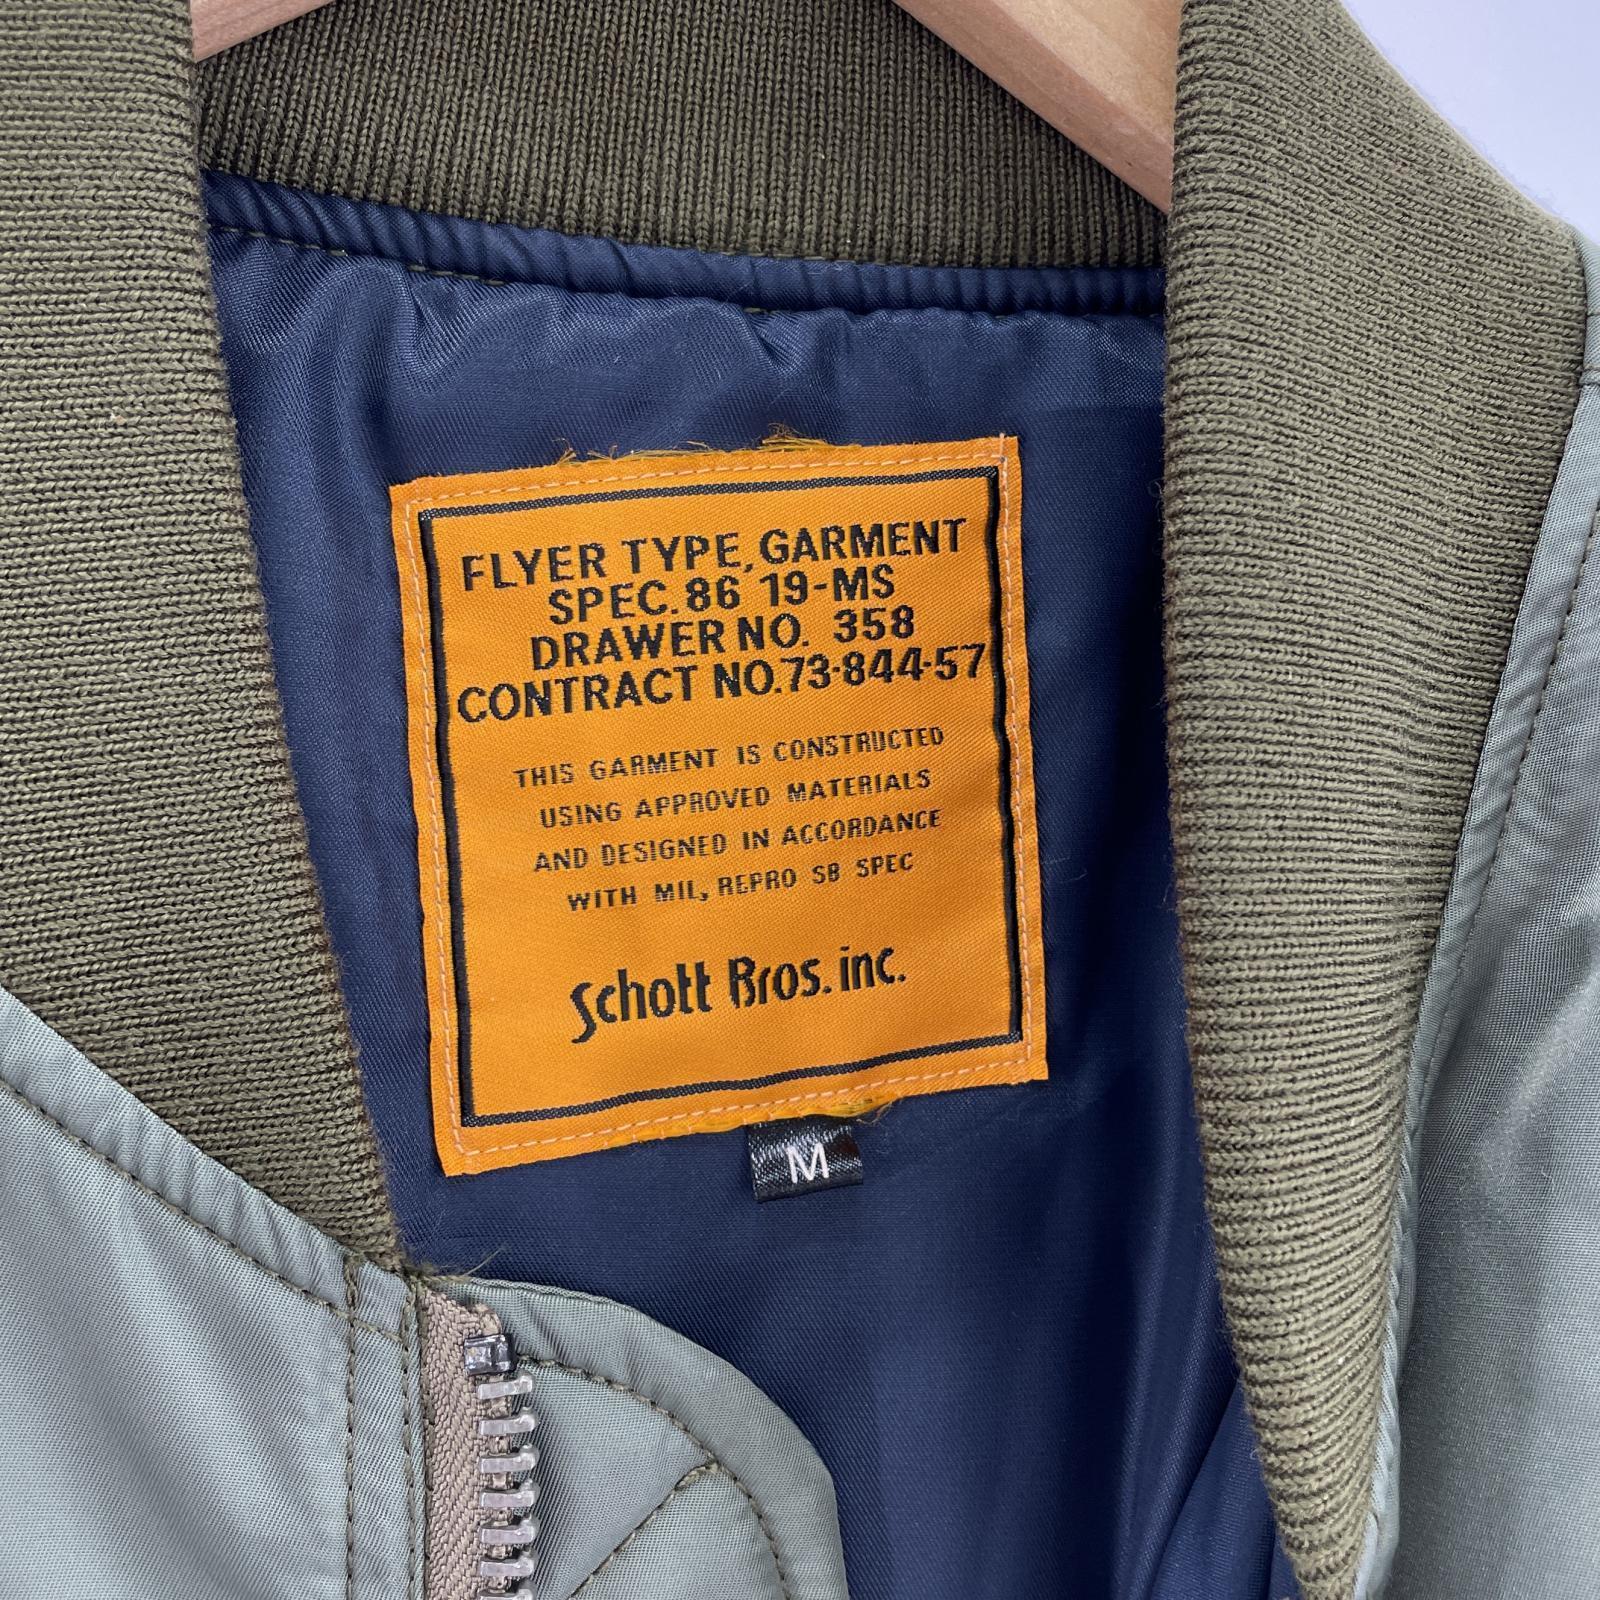 FLYER TYPE, GARMENT
SPEC. 86 19-MS
DRAWER NO. 358
CONTRACT NO. 73-844-57
THIS GARMENT IS CONSTRUCTED
USING APPROVED MATERIALS
AND DESIGNED IN ACCORDANCE
WITH MIL, REPRO SB SPEC
Schott Bros. inc.
M